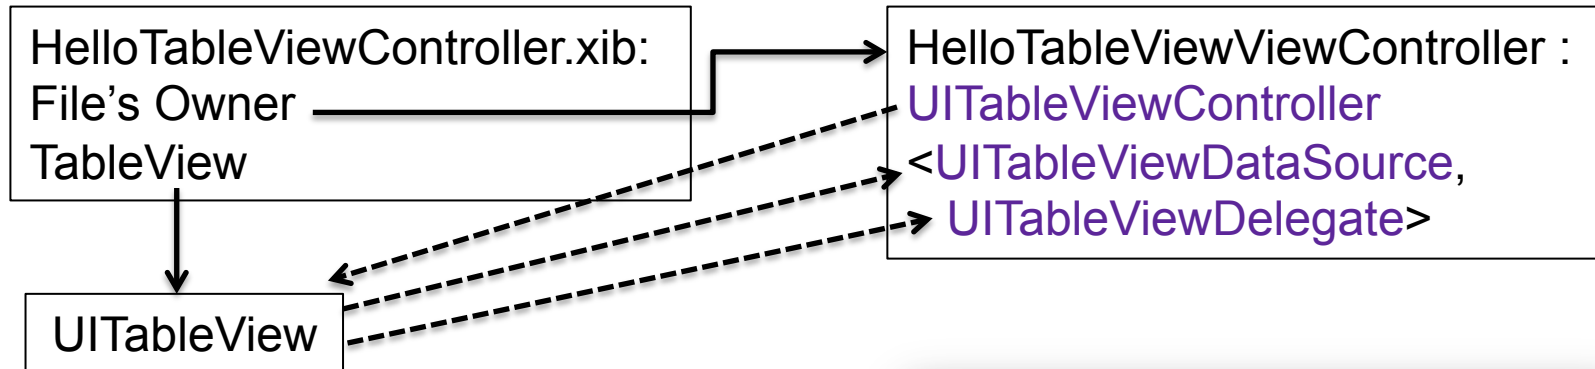 HelloTableViewController.xib:
File's Owner
TableView
UITableView
HelloTableViewViewController :
UITableViewController
<UITableViewDataSource,
UITableViewDelegate>